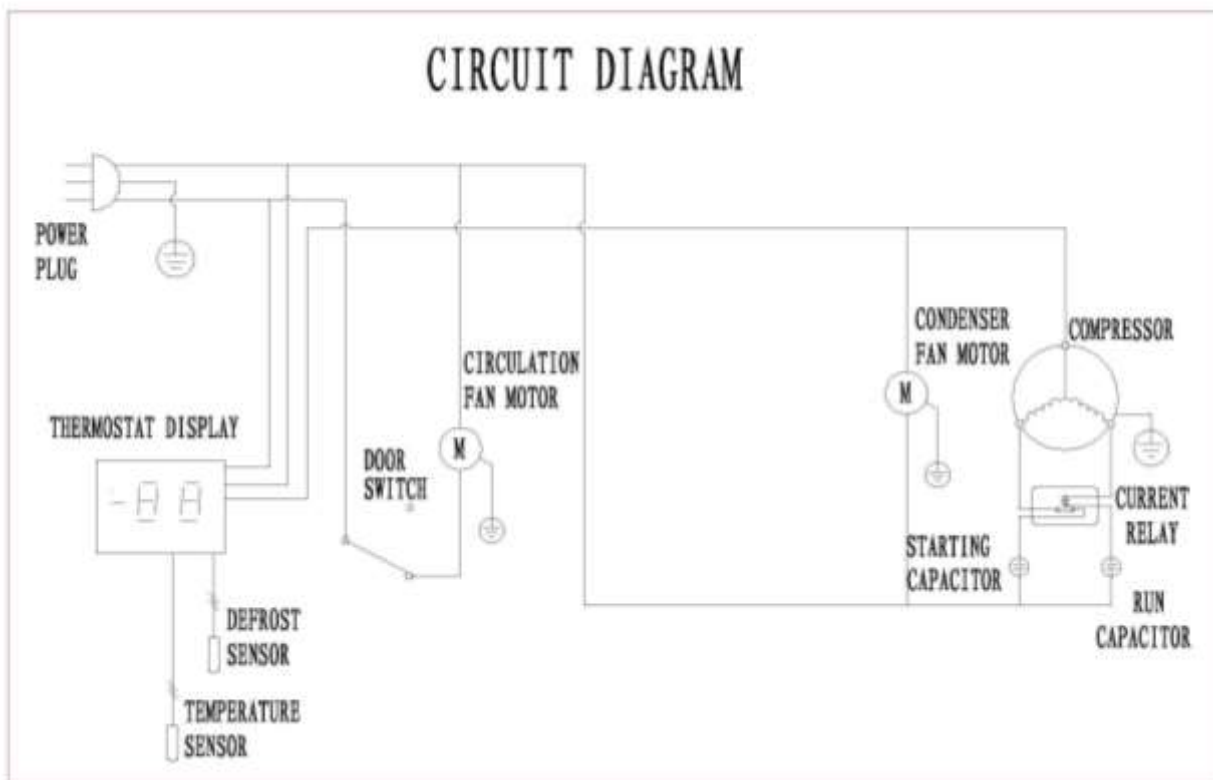 CIRCUIT DIAGRAM
POWER
PLUG
THERMOSTAT DISPLAY
DEFROST
SENSOR
TEMPERATURE
SENSOR
DOOR
SWITCH
CIRCULATION
FAN MOTOR
M
CONDENSER
FAN MOTOR
M
COMPRESSOR
CURRENT
RELAY
STARTING
CAPACITOR
RUN
CAPACITOR